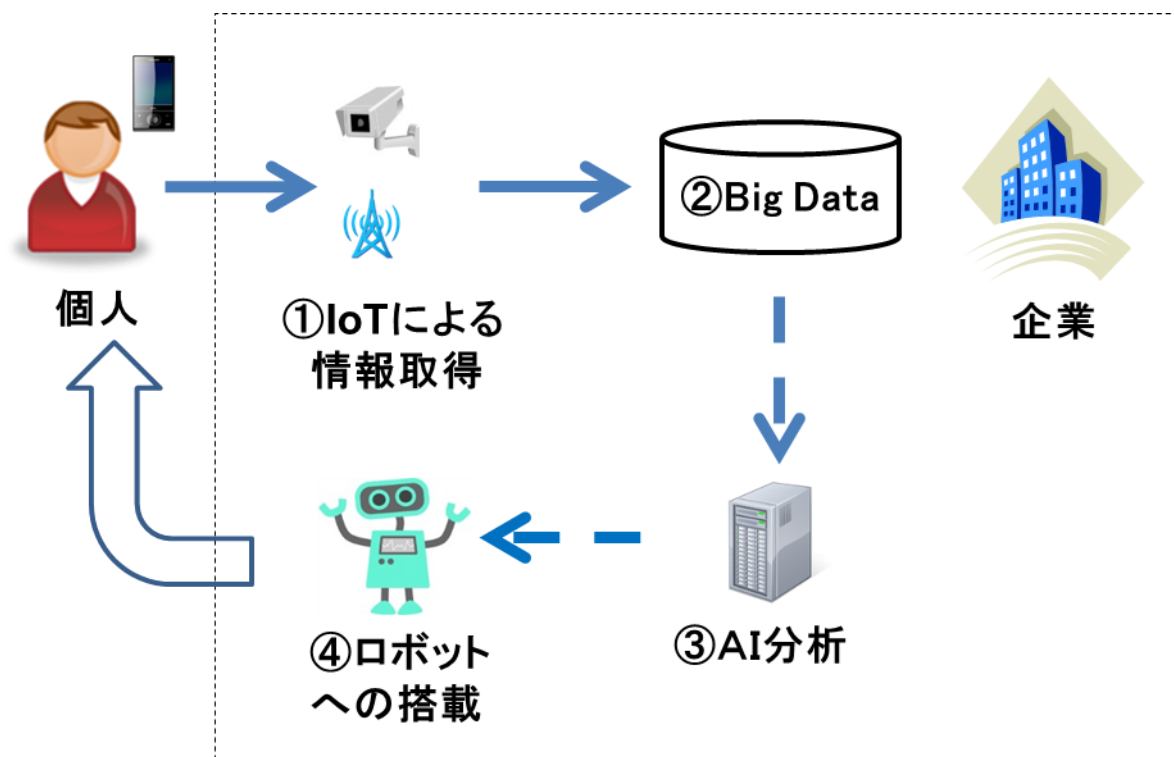 個人
①IoTによる
情報取得
②Big Data
企業
③AI分析
④ロボット
への搭載